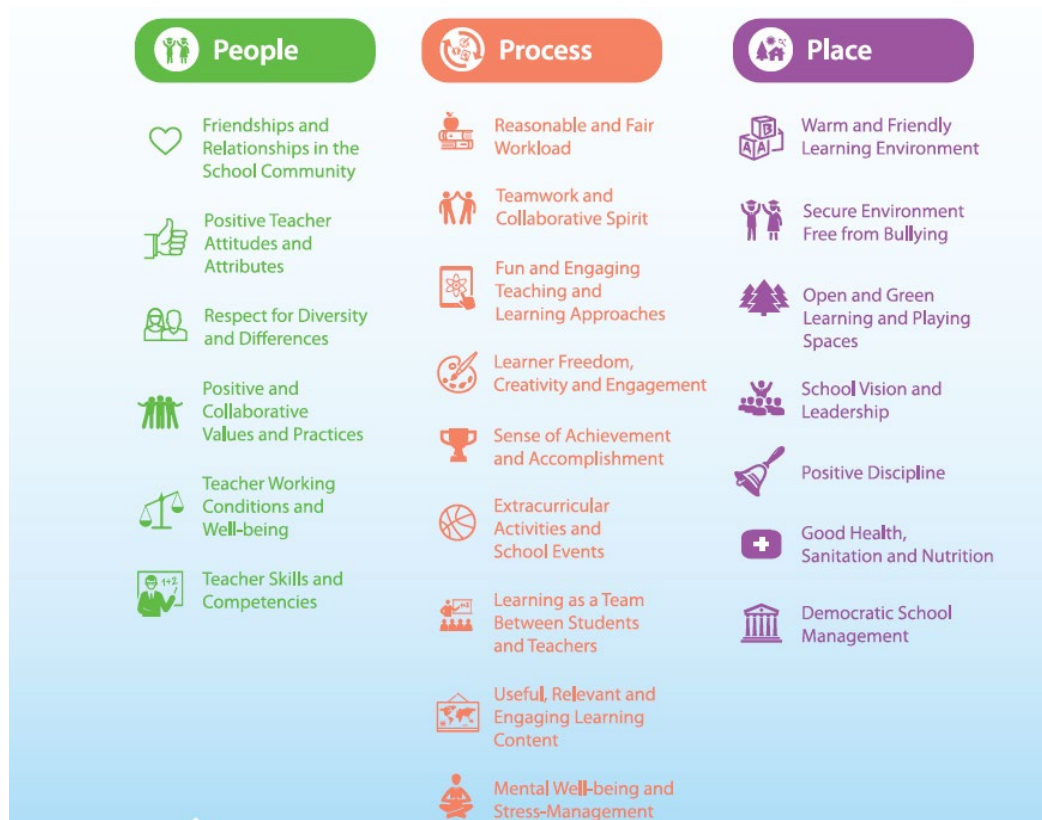 People
Friendships and
Relationships in the
School Community
Positive Teacher
Attitudes and
Attributes
Respect for Diversity
and Differences
Positive and
Collaborative
Values and Practices
Teacher Working
Conditions and
Well-being
1+2
Teacher Skills and
Competencies
Process
Reasonable and Fair
Workload
Teamwork and
Collaborative Spirit
Fun and Engaging
Teaching and
Learning Approaches
Learner Freedom,
Creativity and Engagement
Sense of Achievement
and Accomplishment
Extracurricular
Activities and
School Events
Learning as a Team
Between Students
and Teachers
Useful, Relevant and
Engaging Learning
Content
Mental Well-being and
Stress-Management
Place
B
A A
Warm and Friendly
Learning Environment
Secure Environment
Free from Bullying
Open and Green
Learning and Playing
Spaces
School Vision and
Leadership
Positive Discipline
Good Health,
Sanitation and Nutrition
Democratic School
Management